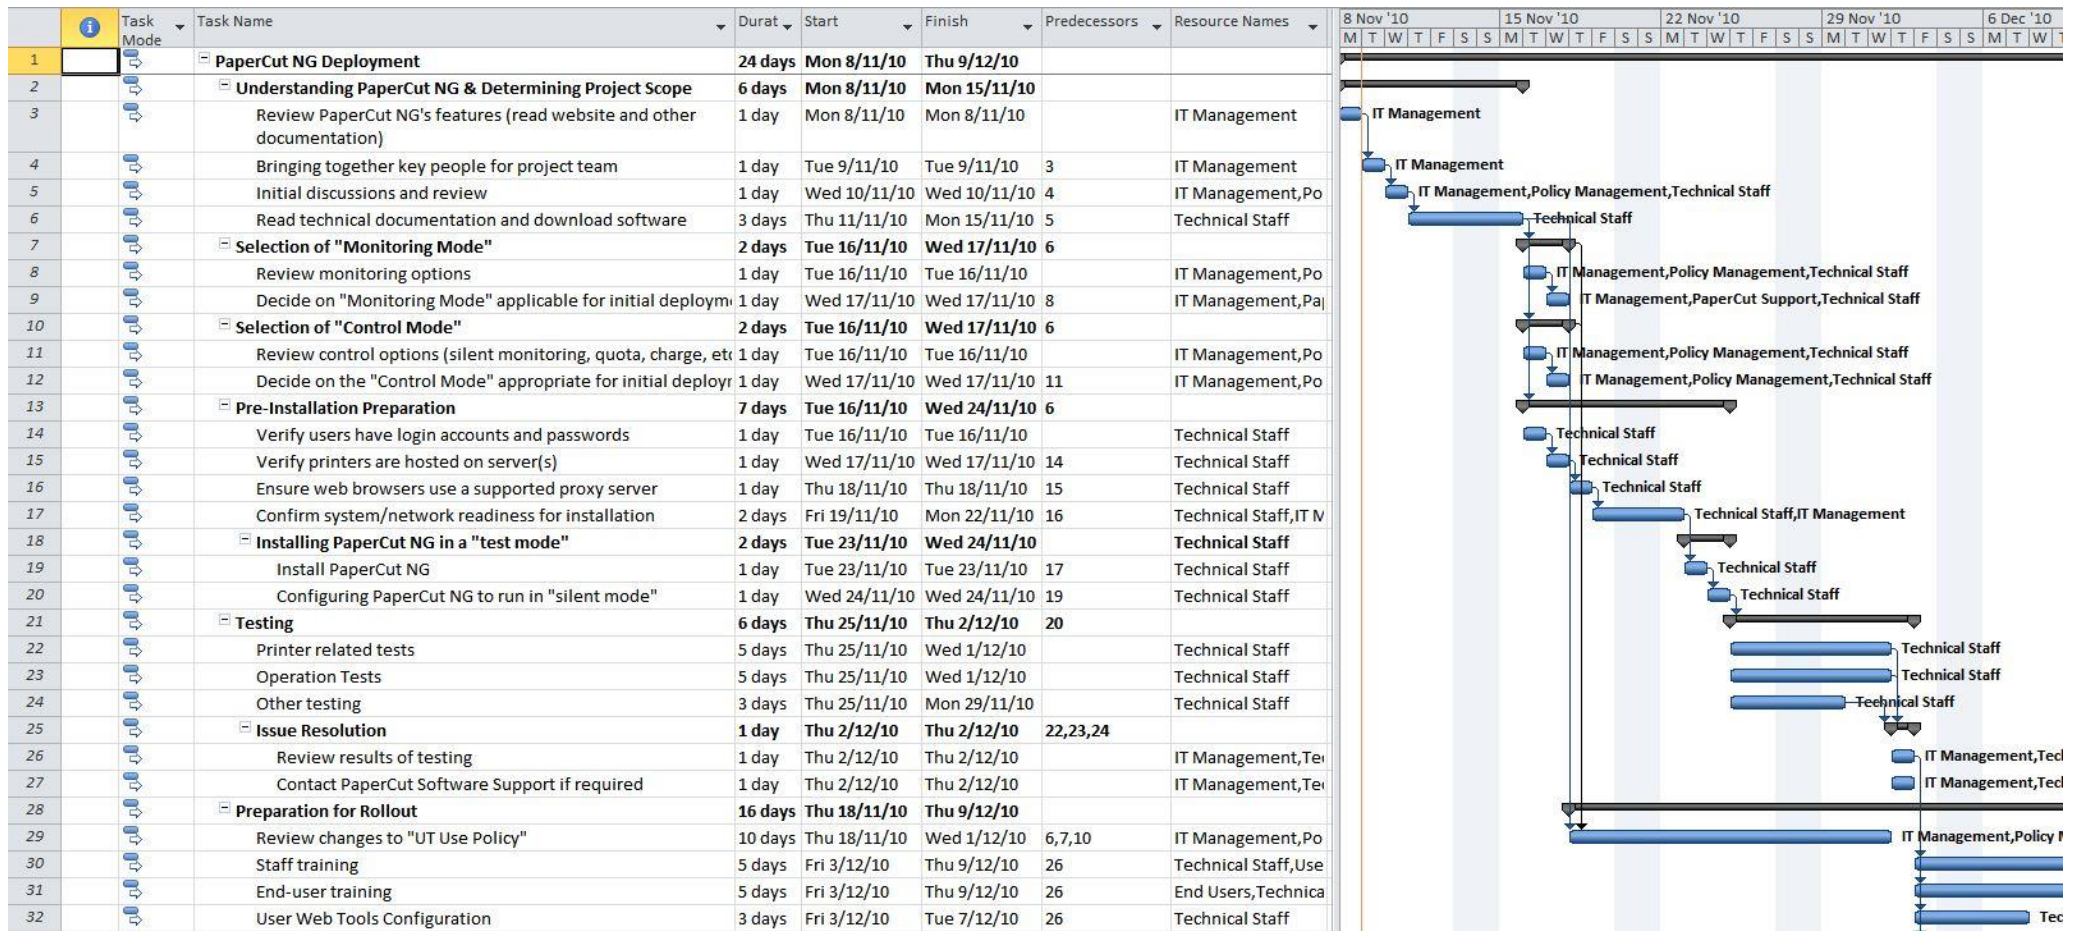 Task Mode Task Name Durat Start Finish Predecessors Resource Names 8 Nov '10 15 Nov '10 22 Nov '10 29 Nov '10 6 Dec '10
M T W T F S S M T W T F S S M T W T F S S M T W T F S S M T W
1 PaperCut NG Deployment 24 days Mon 8/11/10 Thu 9/12/10
2 Understanding PaperCut NG & Determining Project Scope 6 days Mon 8/11/10 Mon 15/11/10
3 Review PaperCut NG's features (read website and other 1 day Mon 8/11/10 Mon 8/11/10 IT Management IT Management
documentation)
4 Bringing together key people for project team 1 day Tue 9/11/10 Tue 9/11/10 3 IT Management IT Management
5 Initial discussions and review 1 day Wed 10/11/10 Wed 10/11/10 4 IT Management,Po IT Management,Policy Management,Technical Staff
6 Read technical documentation and download software 3 days Thu 11/11/10 Mon 15/11/10 5 Technical Staff Technical Staff
7 Selection of "Monitoring Mode" 2 days Tue 16/11/10 Wed 17/11/10 6
8 Review monitoring options 1 day Tue 16/11/10 Tue 16/11/10 IT Management,Po IT Management,Policy Management,Technical Staff
9 Decide on "Monitoring Mode" applicable for initial deploym 1 day Wed 17/11/10 Wed 17/11/10 8 IT Management,Pa IT Management,PaperCut Support,Technical Staff
10 Selection of "Control Mode" 2 days Tue 16/11/10 Wed 17/11/10 6
11 Review control options (silent monitoring, quota, charge, etc 1 day Tue 16/11/10 Tue 16/11/10 IT Management,Po IT Management,Policy Management,Technical Staff
12 Decide on the "Control Mode" appropriate for initial deploy 1 day Wed 17/11/10 Wed 17/11/10 11 IT Management,Po IT Management,Policy Management,Technical Staff
13 Pre-Installation Preparation 7 days Tue 16/11/10 Wed 24/11/10 6
14 Verify users have login accounts and passwords 1 day Tue 16/11/10 Tue 16/11/10 Technical Staff Technical Staff
15 Verify printers are hosted on server(s) 1 day Wed 17/11/10 Wed 17/11/10 14 Technical Staff Technical Staff
16 Ensure web browsers use a supported proxy server 1 day Thu 18/11/10 Thu 18/11/10 15 Technical Staff Technical Staff
17 Confirm system/network readiness for installation 2 days Fri 19/11/10 Mon 22/11/10 16 Technical Staff,IT M Technical Staff,IT Management
18 Installing PaperCut NG in a "test mode" 2 days Tue 23/11/10 Wed 24/11/10 Technical Staff
19 Install PaperCut NG 1 day Tue 23/11/10 Tue 23/11/10 17 Technical Staff Technical Staff
20 Configuring PaperCut NG to run in "silent mode" 1 day Wed 24/11/10 Wed 24/11/10 19 Technical Staff Technical Staff
21 Testing 6 days Thu 25/11/10 Thu 2/12/10 20
22 Printer related tests 5 days Thu 25/11/10 Wed 1/12/10 Technical Staff Technical Staff
23 Operation Tests 5 days Thu 25/11/10 Wed 1/12/10 Technical Staff Technical Staff
24 Other testing 3 days Thu 25/11/10 Mon 29/11/10 Technical Staff Technical Staff
25 Issue Resolution 1 day Thu 2/12/10 Thu 2/12/10 22,23,24
26 Review results of testing 1 day Thu 2/12/10 Thu 2/12/10 IT Management,Te IT Management,Tec
27 Contact PaperCut Software Support if required 1 day Thu 2/12/10 Thu 2/12/10 IT Management,Te IT Management,Tec
28 Preparation for Rollout 16 days Thu 18/11/10 Thu 9/12/10
29 Review changes to "UT Use Policy" 10 days Thu 18/11/10 Wed 1/12/10 6,7,10 IT Management,Po IT Management,Policy
30 Staff training 5 days Fri 3/12/10 Thu 9/12/10 26 Technical Staff,Use
31 End-user training 5 days Fri 3/12/10 Thu 9/12/10 26 End Users,Technica
32 User Web Tools Configuration 3 days Fri 3/12/10 Tue 7/12/10 26 Technical Staff Tec